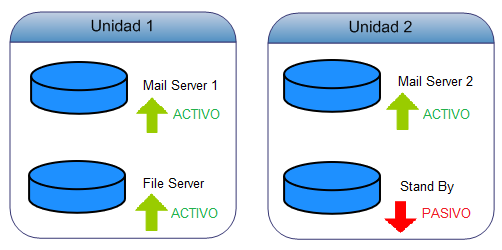 Unidad 1
Mail Server 1
ACTIVO
File Server
ACTIVO
Unidad 2
Mail Server 2
ACTIVO
Stand By
PASIVO